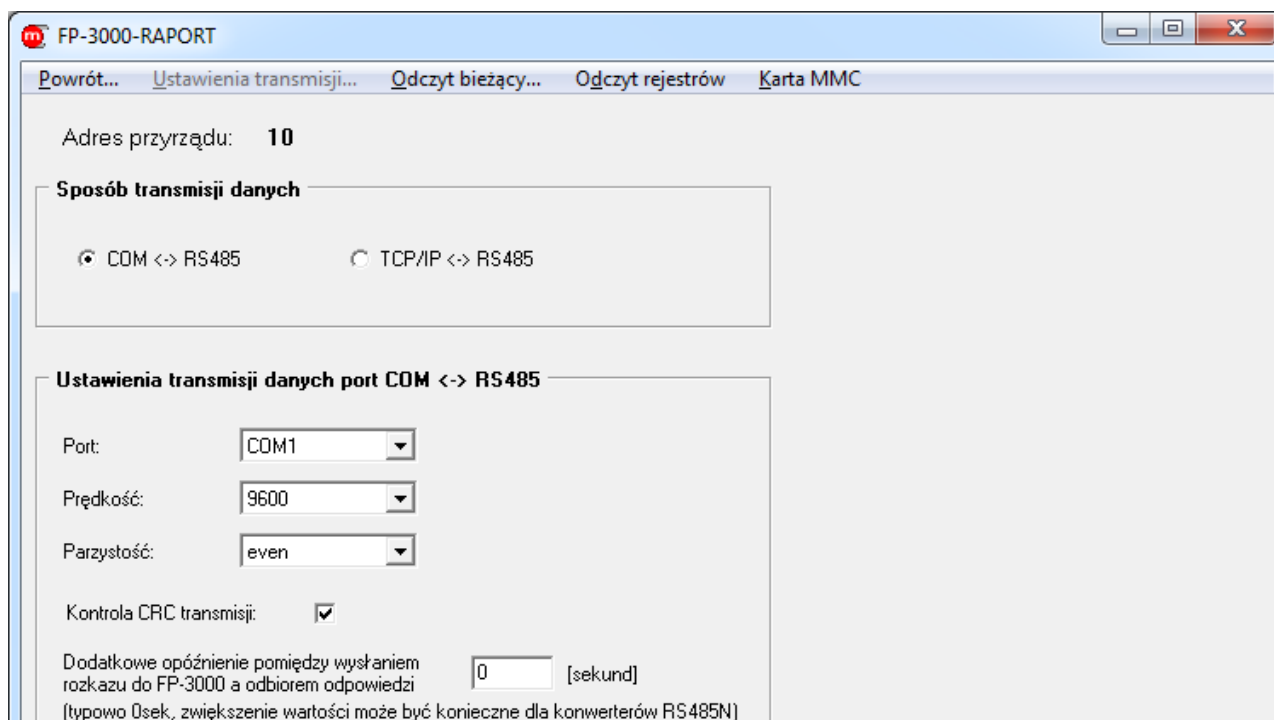 FP-3000-RAPORT
Powrót... Ustawienia transmisji... Odczyt bieżący... Odczyt rejestrów Karta MMC
Adres przyrządu: 10
Sposób transmisji danych
COM <-> RS485 TCP/IP <-> RS485
Ustawienia transmisji danych port COM <-> RS485
Port: COM1
Prędkość: 9600
Parzystość: even
Kontrola CRC transmisji:
Dodatkowe opóźnienie pomiędzy wysłaniem
rozkazu do FP-3000 a odbiorem odpowiedzi 0 [sekund]
(typowo 0sek, zwiększenie wartości może być konieczne dla konwerterów RS485N)